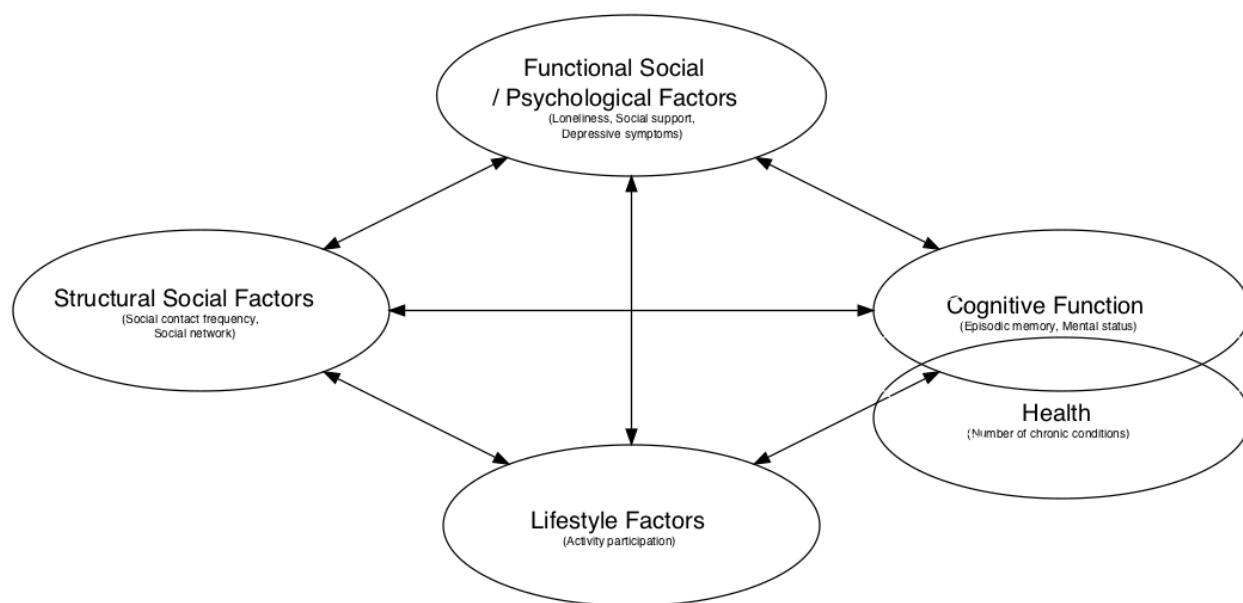 Functional Social
/ Psychological Factors
(Loneliness, Social support,
Depressive symptoms)
Structural Social Factors
(Social contact frequency,
Social network)
Cognitive Function
(Episodic memory, Mental status)
Health
(Number of chronic conditions)
Lifestyle Factors
(Activity participation)